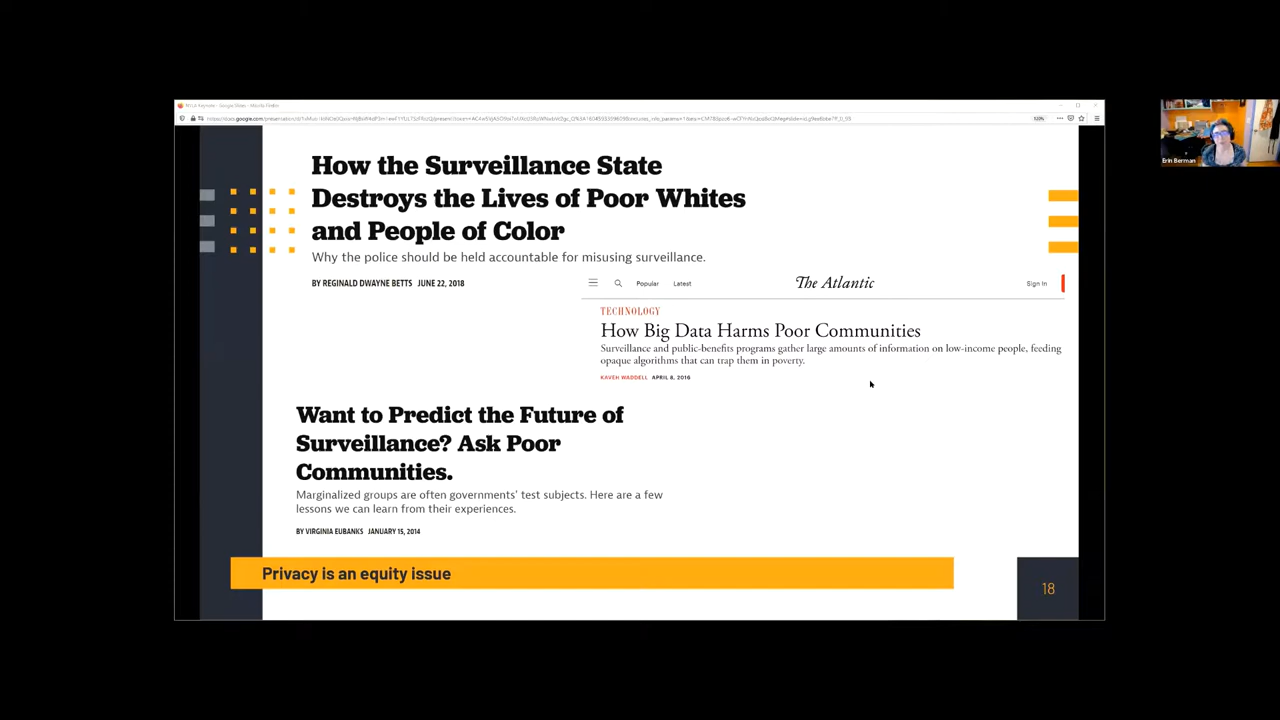 How the Surveillance State
Destroys the Lives of Poor Whites
and People of Color
Why the police should be held accountable for misusing surveillance.
BY REGINALD DWAYNE BETTS JUNE 22, 2018
Popular Latest The Atlantic Sign In
TECHNOLOGY
How Big Data Harms Poor Communities
Surveillance and public-benefits programs gather large amounts of information on low-income people, feeding
opaque algorithms that can trap them in poverty.
KAVEH WADDELL APRIL 8, 2016
Want to Predict the Future of
Surveillance? Ask Poor
Communities.
Marginalized groups are often governments' test subjects. Here are a few
lessons we can learn from their experiences.
BY VIRGINIA EUBANKS JANUARY 15, 2014
Privacy is an equity issue
18
Erin Berman